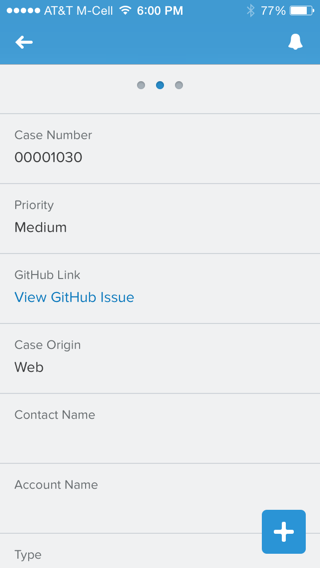 AT&T M-Cell 6:00 PM 77%
Case Number
00001030
Priority
Medium
GitHub Link
View GitHub Issue
Case Origin
Web
Contact Name
Account Name
Type